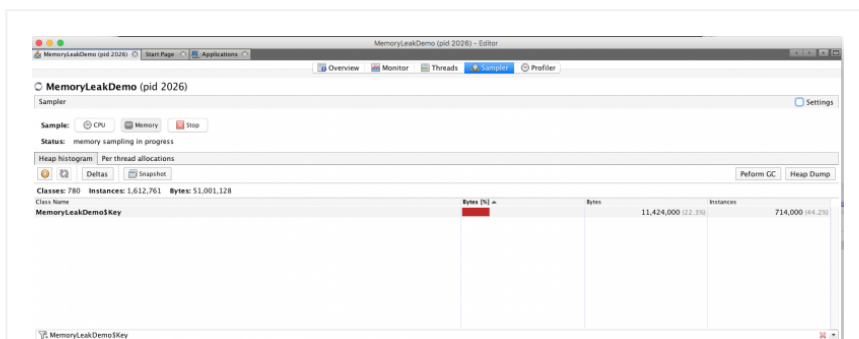 MemoryLeakDemo (pid 2026) - Editor
MemoryLeakDemo (pid 2026) Start Page Applications
Overview Monitor Threads Sampler Profiler
MemoryLeakDemo (pid 2026)
Sampler Settings
Sample: CPU Memory Stop
Status: memory sampling in progress
Heap histogram Per thread allocations
Deltas Snapshot Peform GC Heap Dump
Classes: 780 Instances: 1,612,761 Bytes: 51,001,128
Class Name Bytes [%] Bytes Instances
MemoryLeakDemo$Key 11,424,000 (22.3%) 714,000 (44.2%)
MemoryLeakDemo$Key